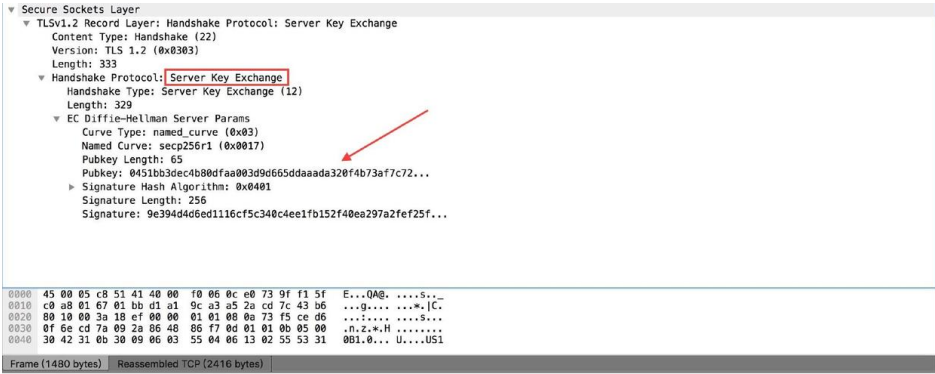 Secure Sockets Layer
TLSv1.2 Record Layer: Handshake Protocol: Server Key Exchange
Content Type: Handshake (22)
Version: TLS 1.2 (0x0303)
Length: 333
Handshake Protocol: Server Key Exchange
Handshake Type: Server Key Exchange (12)
Length: 329
EC Diffie-Hellman Server Params
Curve Type: named_curve (0x03)
Named Curve: secp256r1 (0x0017)
Pubkey Length: 65
Pubkey: 0451bb3dec4b80dfaa003d9d665ddaaada320f4b73af7c72...
Signature Hash Algorithm: 0x0401
Signature Length: 256
Signature: 9e394d4d6ed1116cf5c340c4ee1fb152f40ea297a2fef25f...
0000 45 00 05 c8 51 41 40 00 f0 06 0c e0 73 9f f1 5f E...QA@. ....s.._
0010 c0 a8 01 67 01 bb d1 a1 9c a3 a5 2a cd 7c 43 b6 ...g.... ...*.|C.
0020 80 10 00 3a 18 ef 00 00 01 01 08 0a 73 f5 ce d6 ...:.... ....s...
0030 0f 6e cd 7a 09 2a 86 48 86 f7 0d 01 01 0b 05 00 .n.z.*.H ........
0040 30 42 31 0b 30 09 06 03 55 04 06 13 02 55 53 31 0B1.0... U....US1
Frame (1480 bytes) Reassembled TCP (2416 bytes)